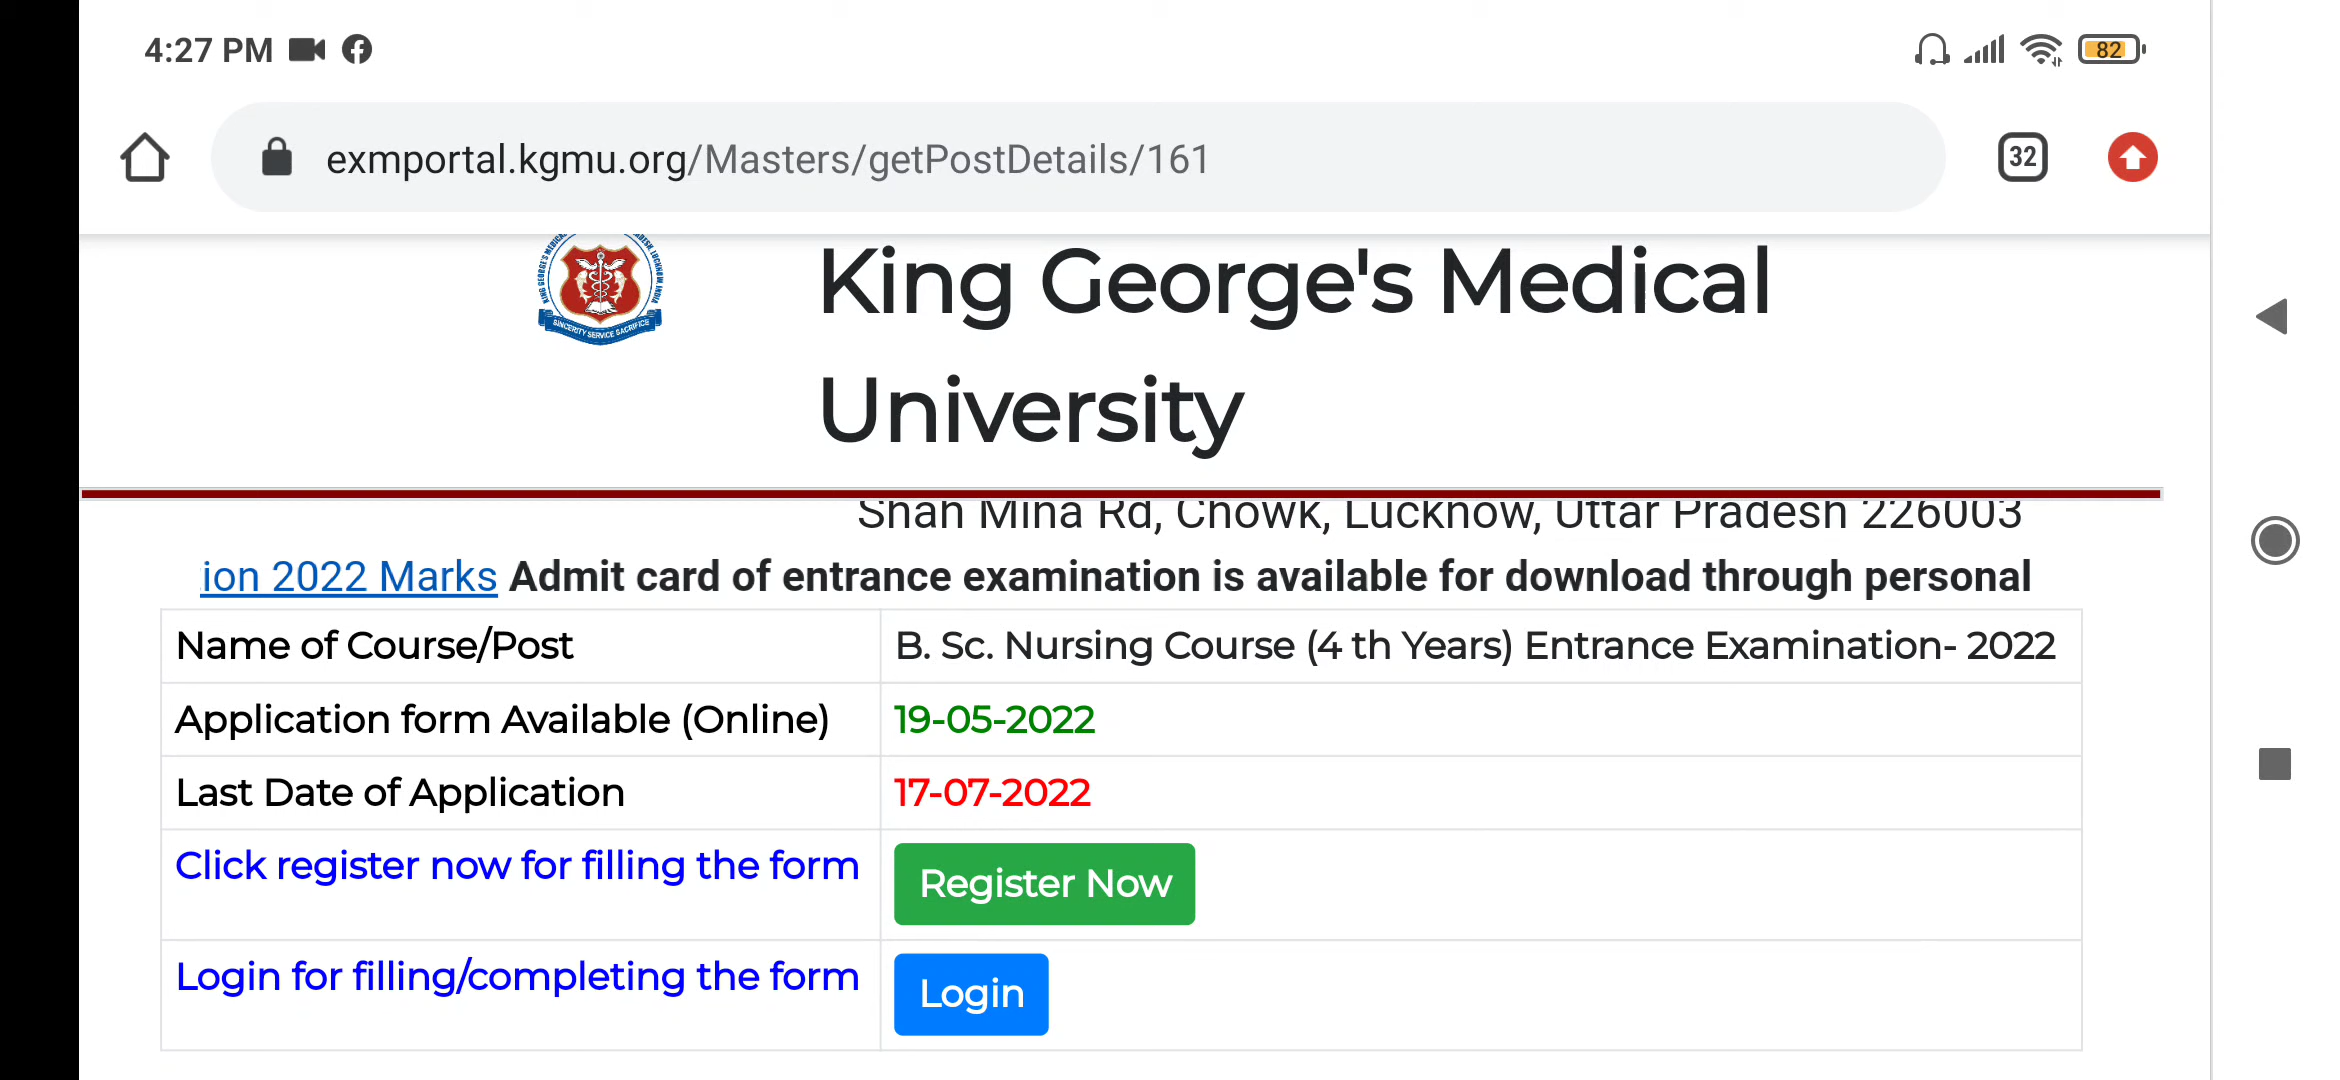 4:27 PM
82
exmportal.kgmu.org/Masters/getPostDetails/161
32
King George's Medical
University
SINCERITY SERVICE SACRIFICE
Shah Mina Rd, Chowk, Lucknow, Uttar Pradesh 226003
ion 2022 Marks Admit card of entrance examination is available for download through personal
Name of Course/Post B. Sc. Nursing Course (4 th Years) Entrance Examination- 2022
Application form Available (Online) 19-05-2022
Last Date of Application 17-07-2022
Click register now for filling the form Register Now
Login for filling/completing the form Login